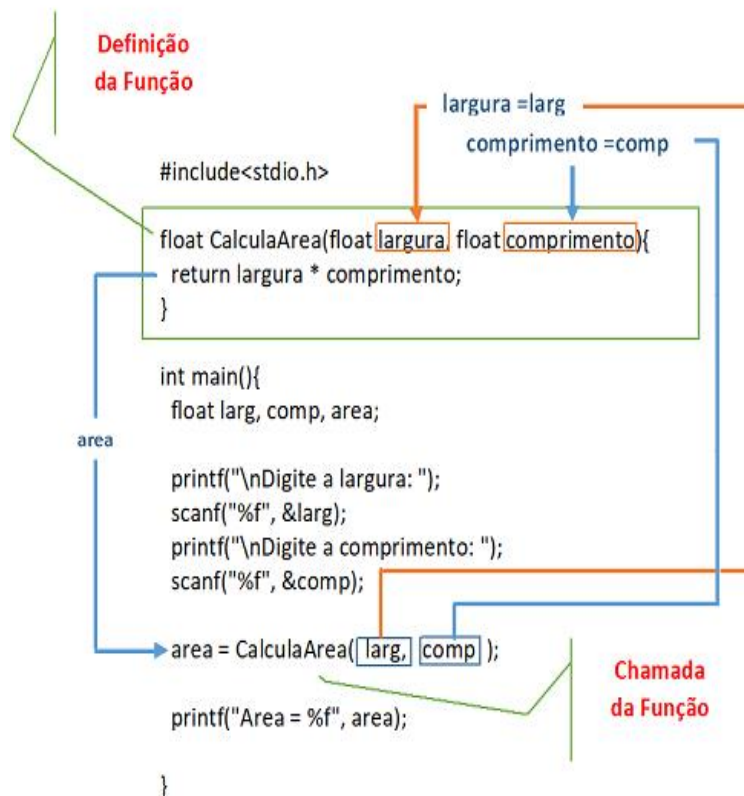 Definição
da Função
largura =larg
comprimento =comp
#include<stdio.h>
float CalculaArea(float largura, float comprimento){
return largura * comprimento;
}
int main(){
float larg, comp, area;
area
printf("\nDigite a largura: ");
scanf("%f", &larg);
printf("\nDigite a comprimento: ");
scanf("%f", &comp);
area = CalculaArea( larg, comp );
Chamada
da Função
printf("Area = %f", area);
}